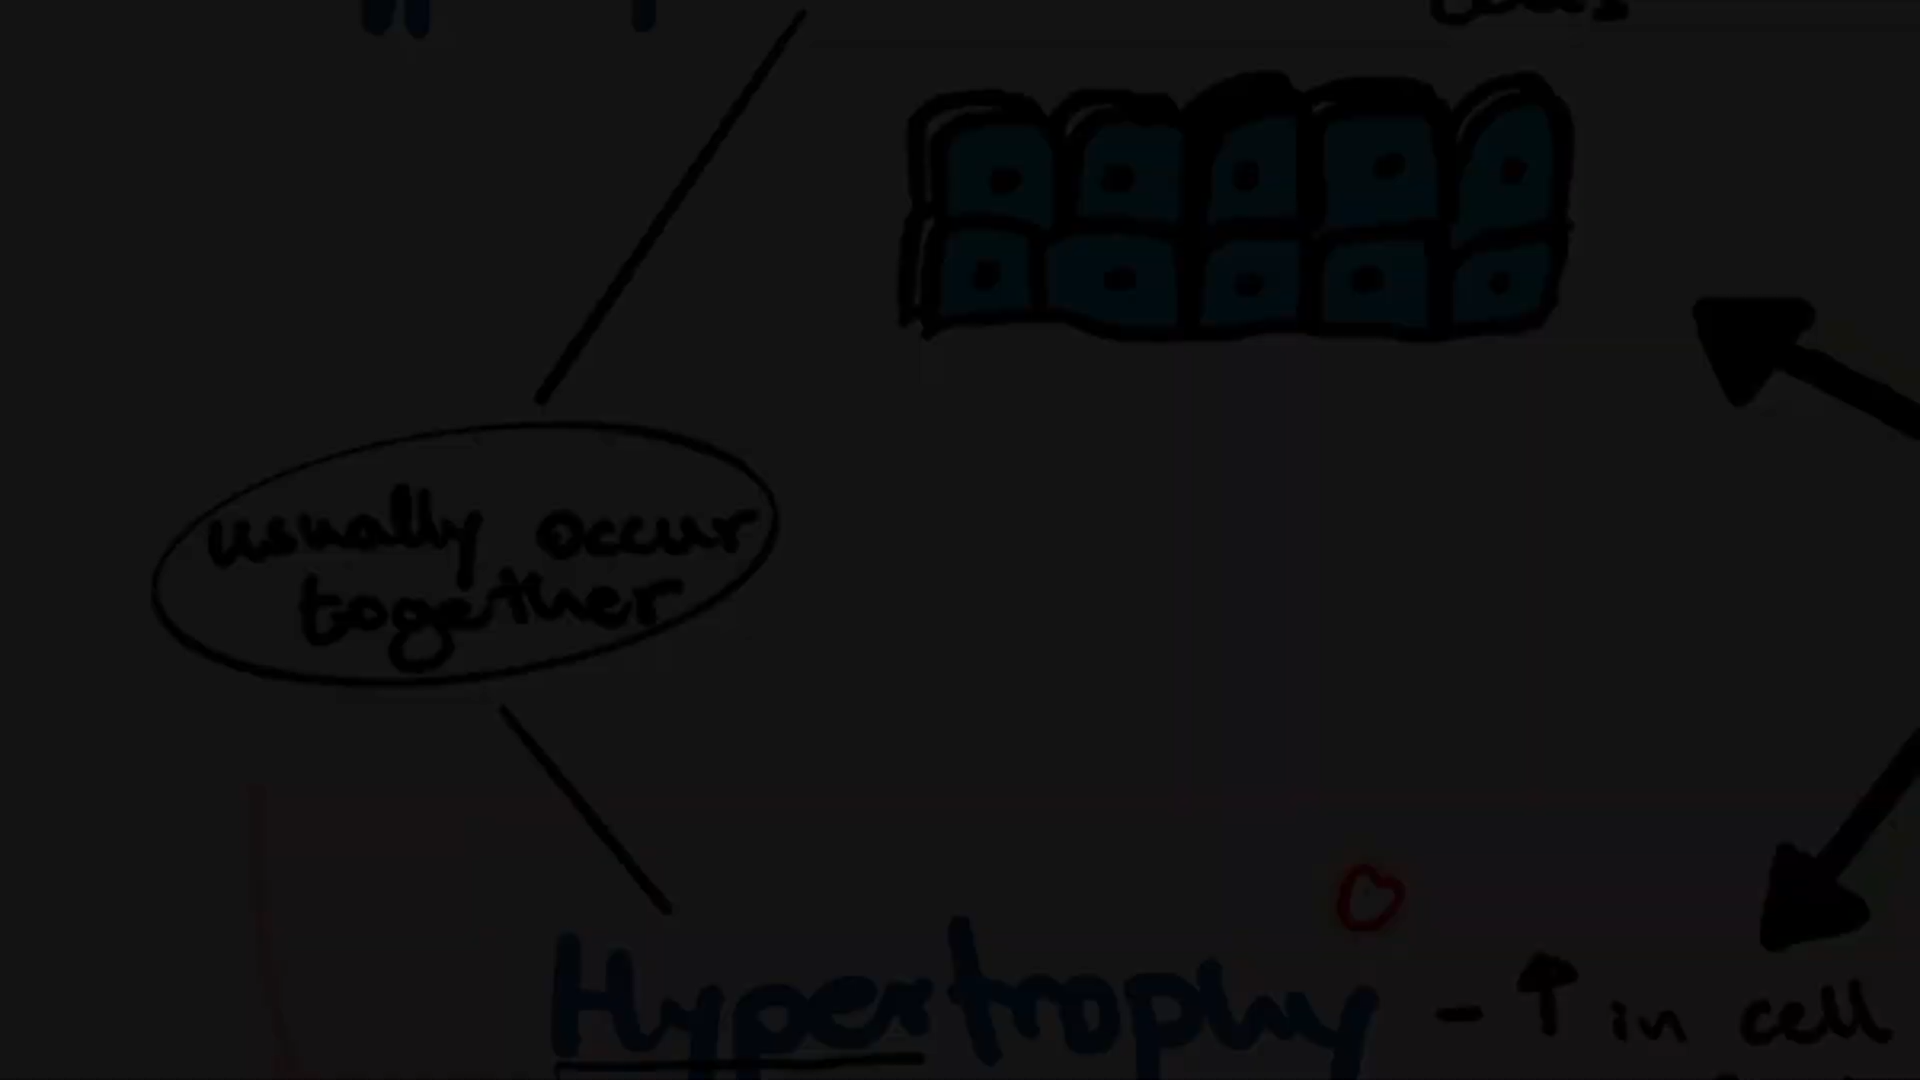 usually occur
together
Hypertrophy - ↑ in cell